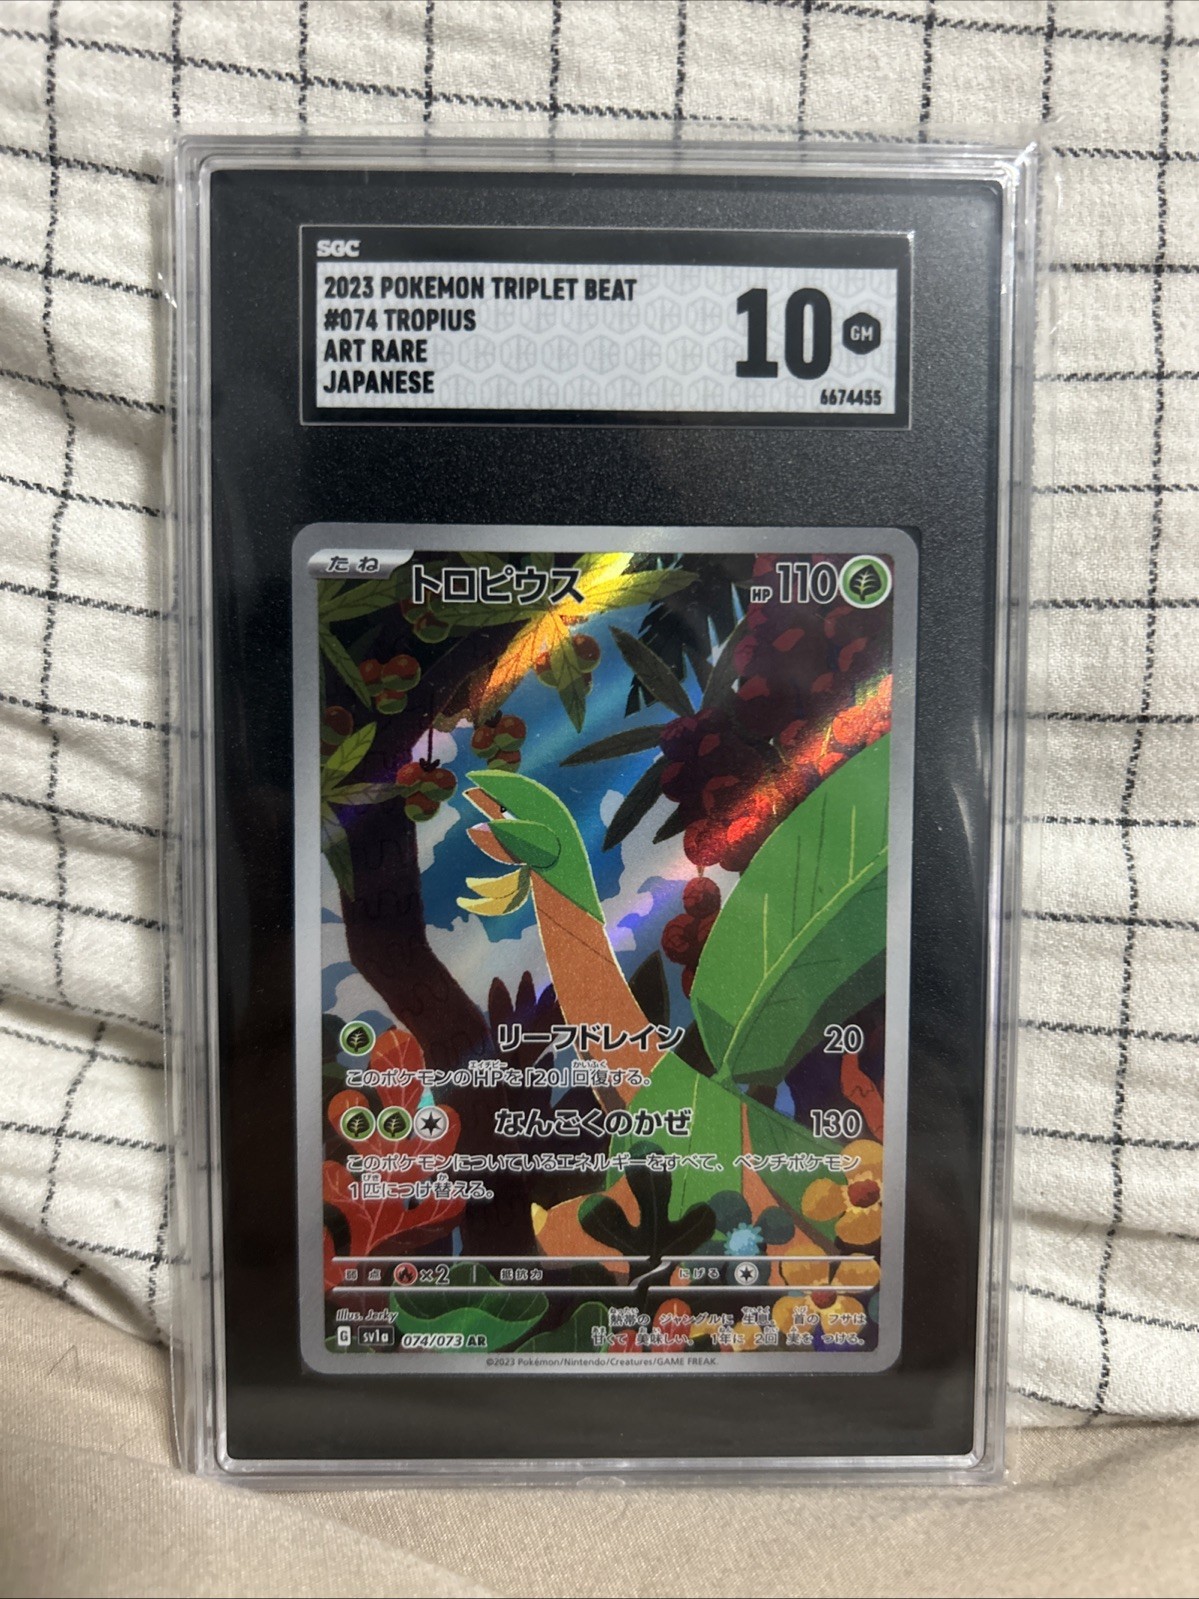 SGC
2023 POKEMON TRIPLET BEAT
#074 TROPIUS
ART RARE
JAPANESE
10
GM
6674455
たね
トロピウス
HP 110
リーフドレイン 20
このポケモンのHPを「20」回復する。
なんごくのかぜ 130
このポケモンについているエネルギーをすべて、ベンチポケモン
1匹につけ替える。
弱点 ×2 抵抗力 にげる
Illus. Jerky
G sv1a 074/073 AR
熱帯の ジャングルに 生息。 首の フサは
甘くて 美味しい。 1年に 2回 実を つける。
©2023 Pokémon/Nintendo/Creatures/GAME FREAK.